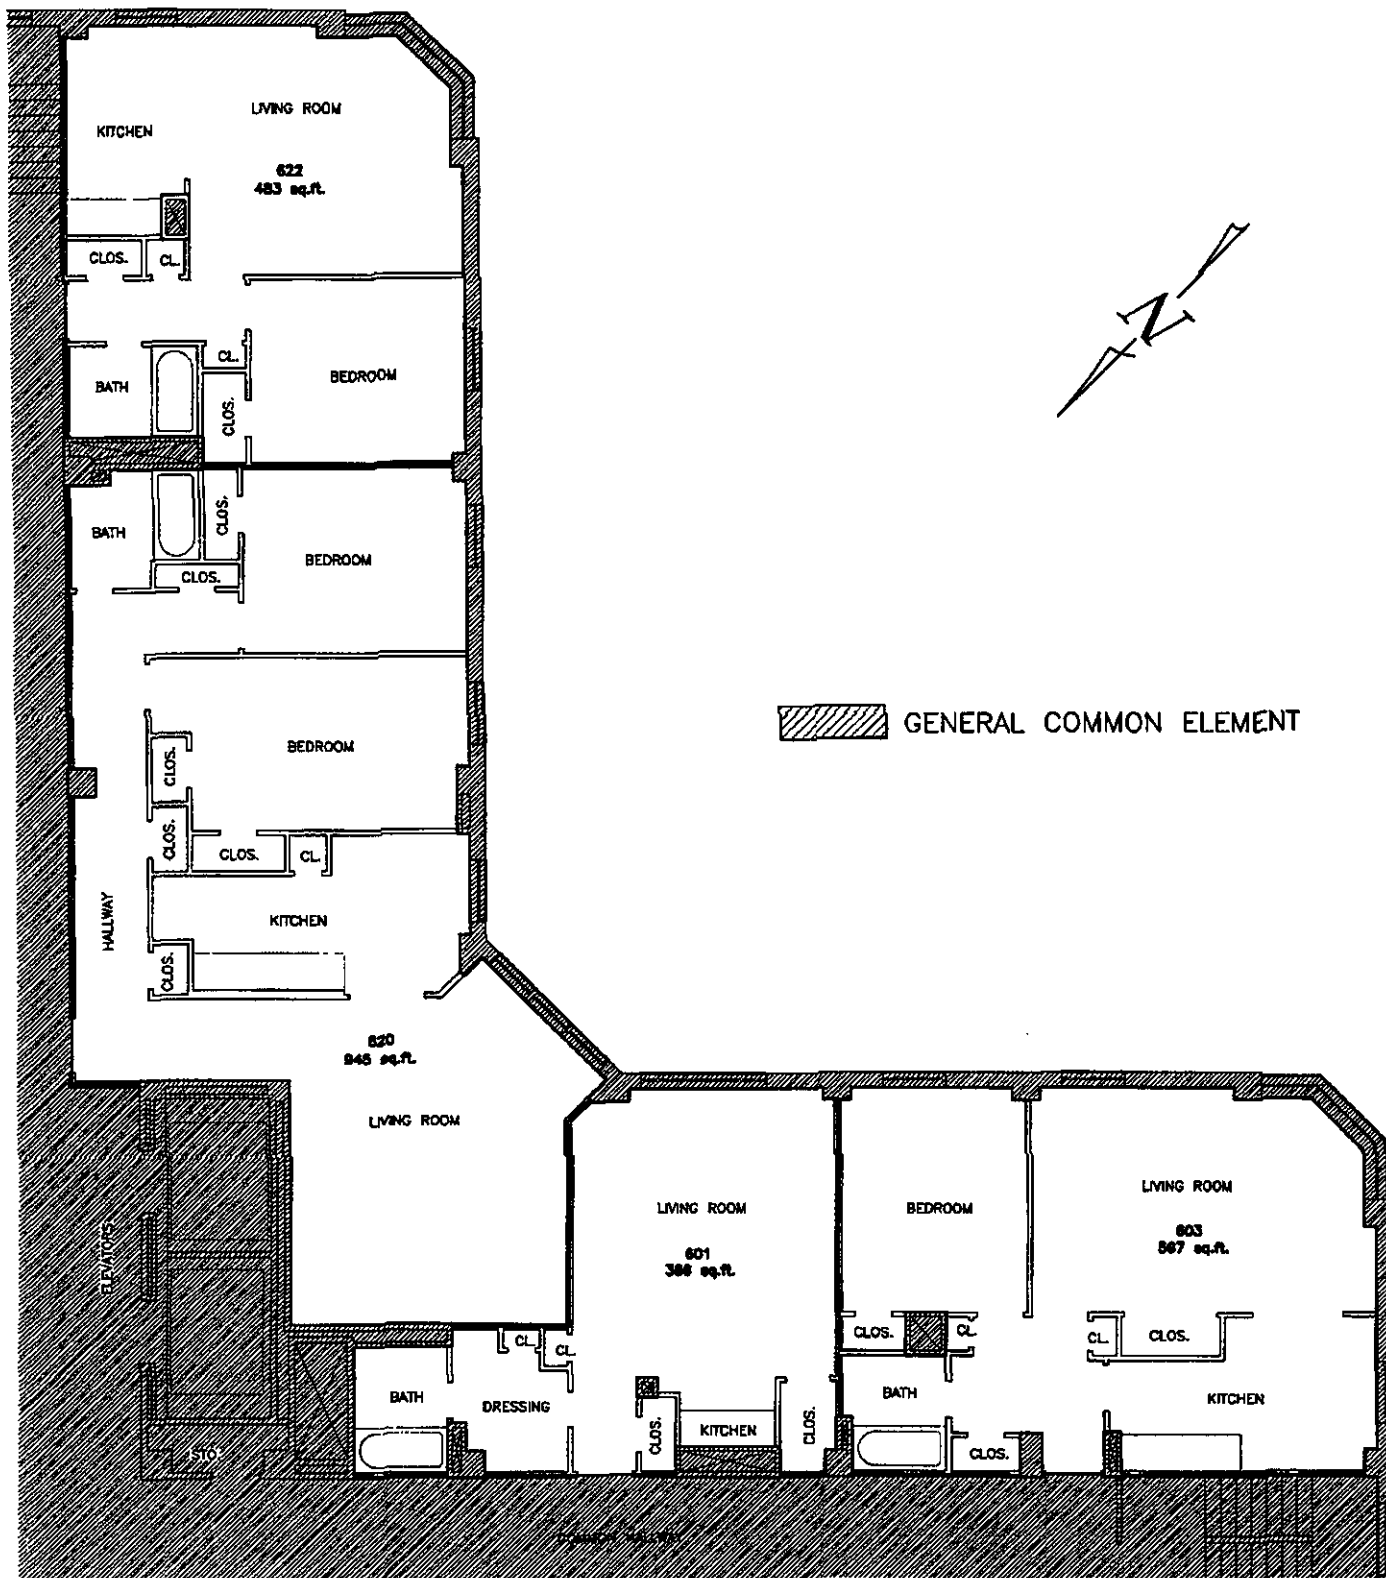 LIVING ROOM
KITCHEN
622
483 sq.ft.
CLOS.
CL.
CL.
BATH
BEDROOM
CLOS.
N
CLOS.
BATH
BEDROOM
CLOS.
GENERAL COMMON ELEMENT
BEDROOM
CLOS.
CLOS.
CLOS.
CL.
HALLWAY
KITCHEN
CLOS.
620
945 sq.ft.
LIVING ROOM
ELEVATORS
LIVING ROOM
601
386 sq.ft.
BEDROOM
LIVING ROOM
603
567 sq.ft.
CL.
CL.
CLOS.
CL.
CL.
CLOS.
BATH
DRESSING
CLOS.
KITCHEN
CLOS.
BATH
KITCHEN
CLOS.
STO.
COMMON HALLWAY